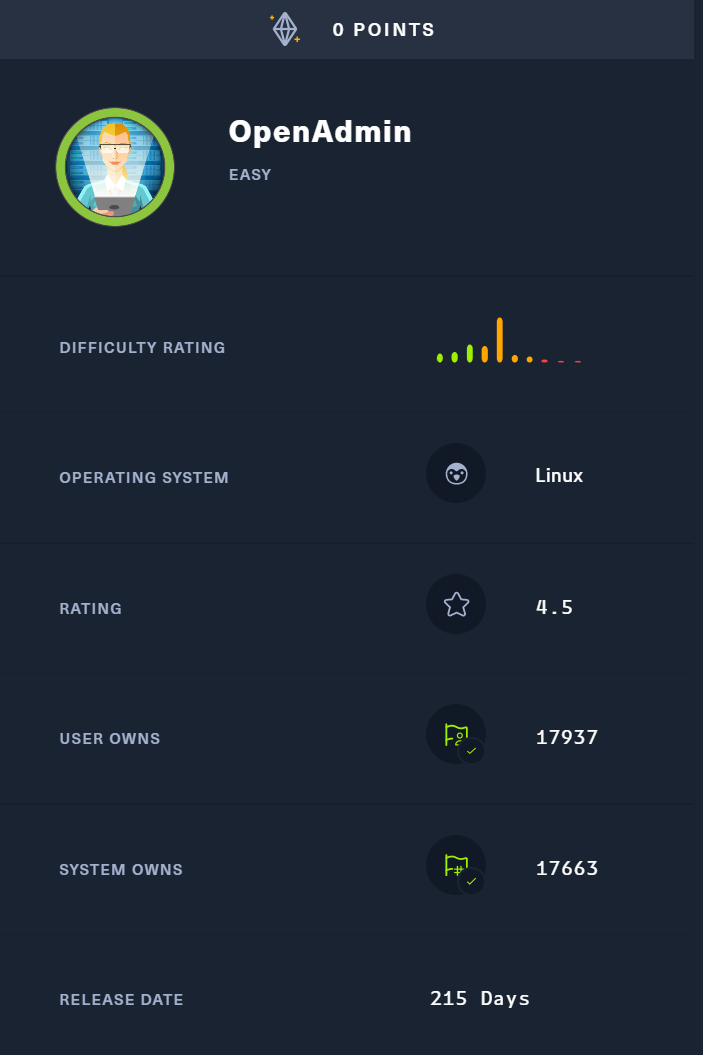 0 POINTS
OpenAdmin
EASY
DIFFICULTY RATING
OPERATING SYSTEM Linux
RATING 4.5
USER OWNS 17937
SYSTEM OWNS 17663
RELEASE DATE 215 Days